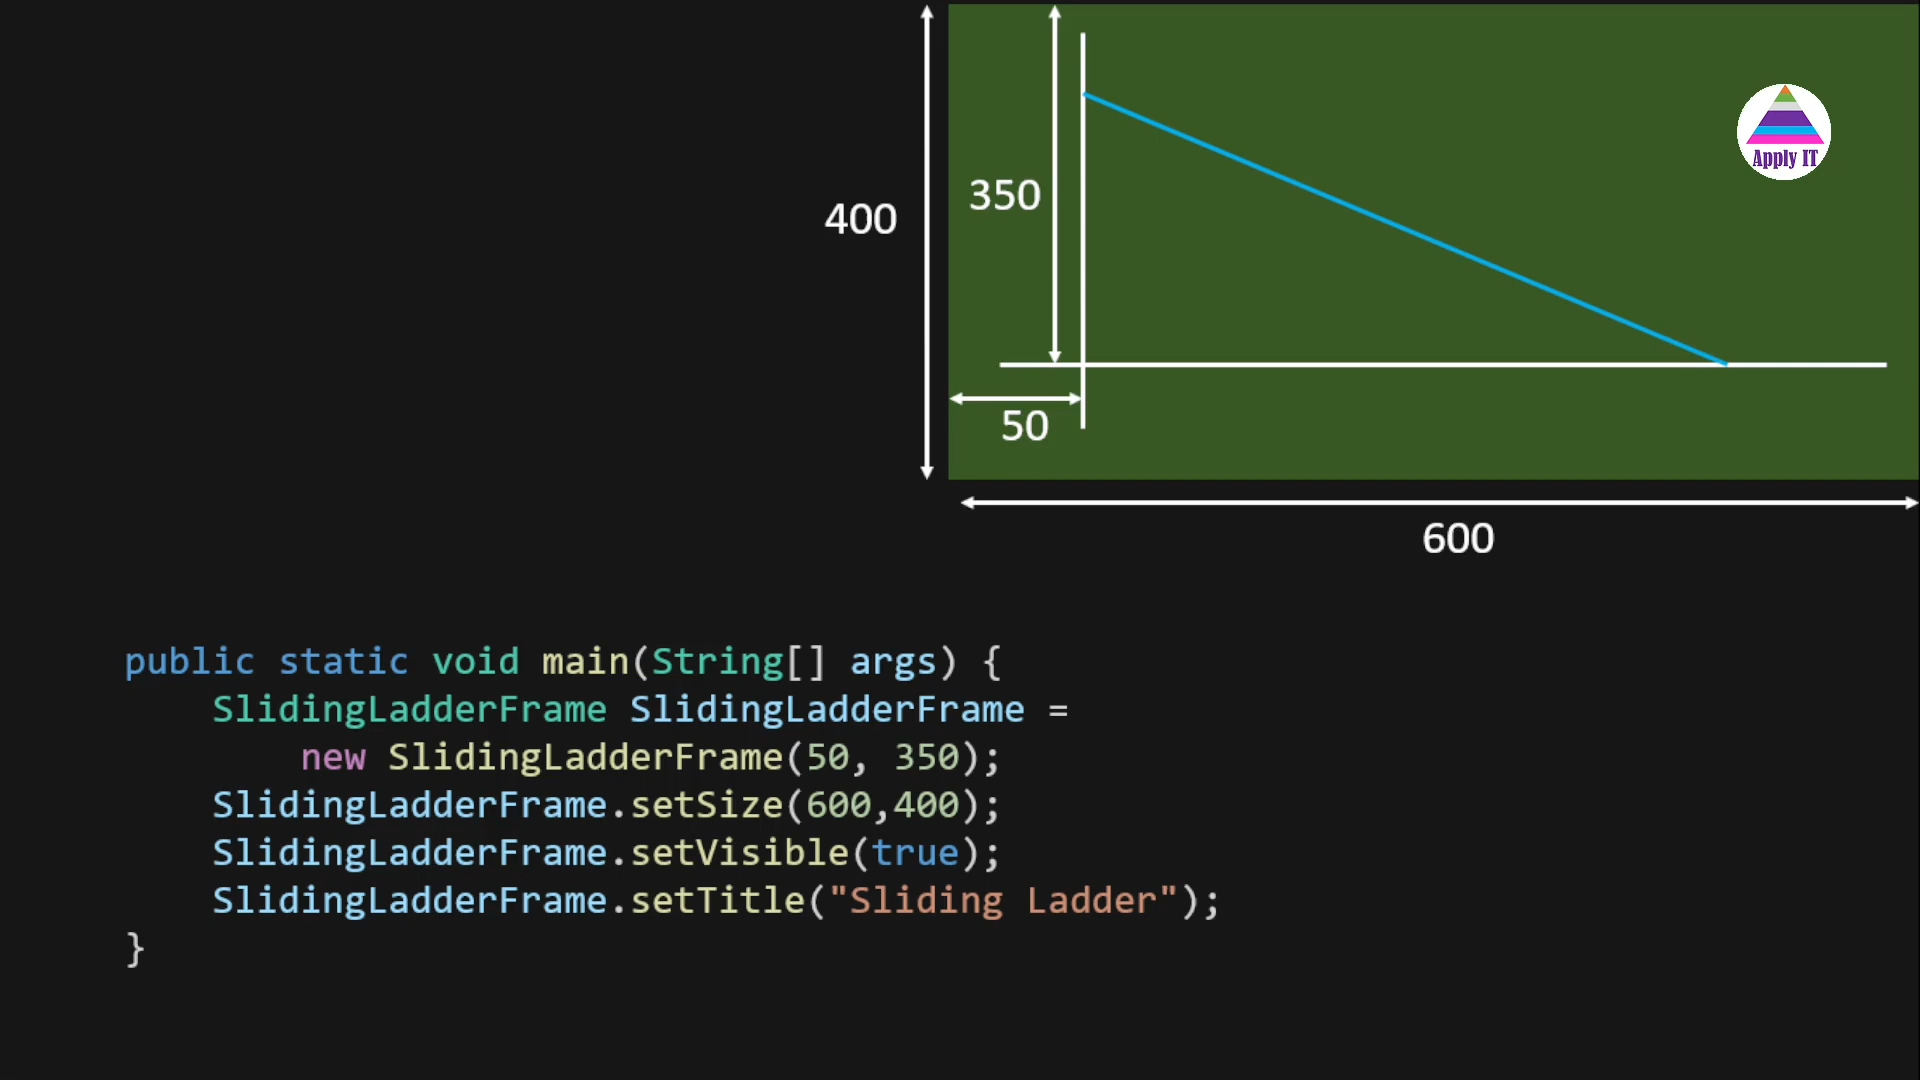 400
350
Apply IT
50
600
public static void main(String[] args) {
    SlidingLadderFrame SlidingLadderFrame =
        new SlidingLadderFrame(50, 350);
    SlidingLadderFrame.setSize(600,400);
    SlidingLadderFrame.setVisible(true);
    SlidingLadderFrame.setTitle("Sliding Ladder");
}